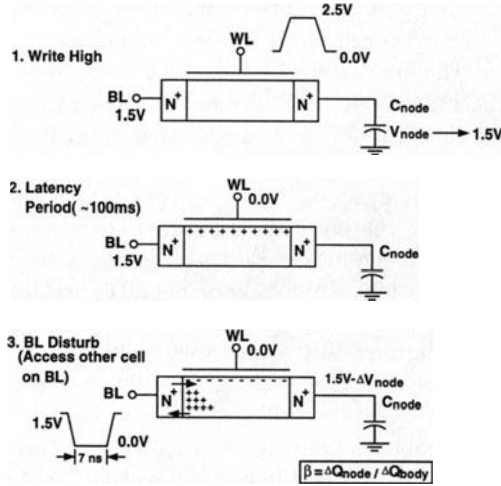 1. Write High
WL
2.5V
0.0V
BL
1.5V
N+
N+
Cnode
Vnode → 1.5V
2. Latency
Period( ~100ms)
WL
0.0V
BL
1.5V
N+
N+
Cnode
+ + + + + + + + +
3. BL Disturb
(Access other cell
on BL)
WL
0.0V
BL
N+
N+
1.5V-ΔVnode
Cnode
1.5V
0.0V
7 ns
β = ΔQnode / ΔQbody